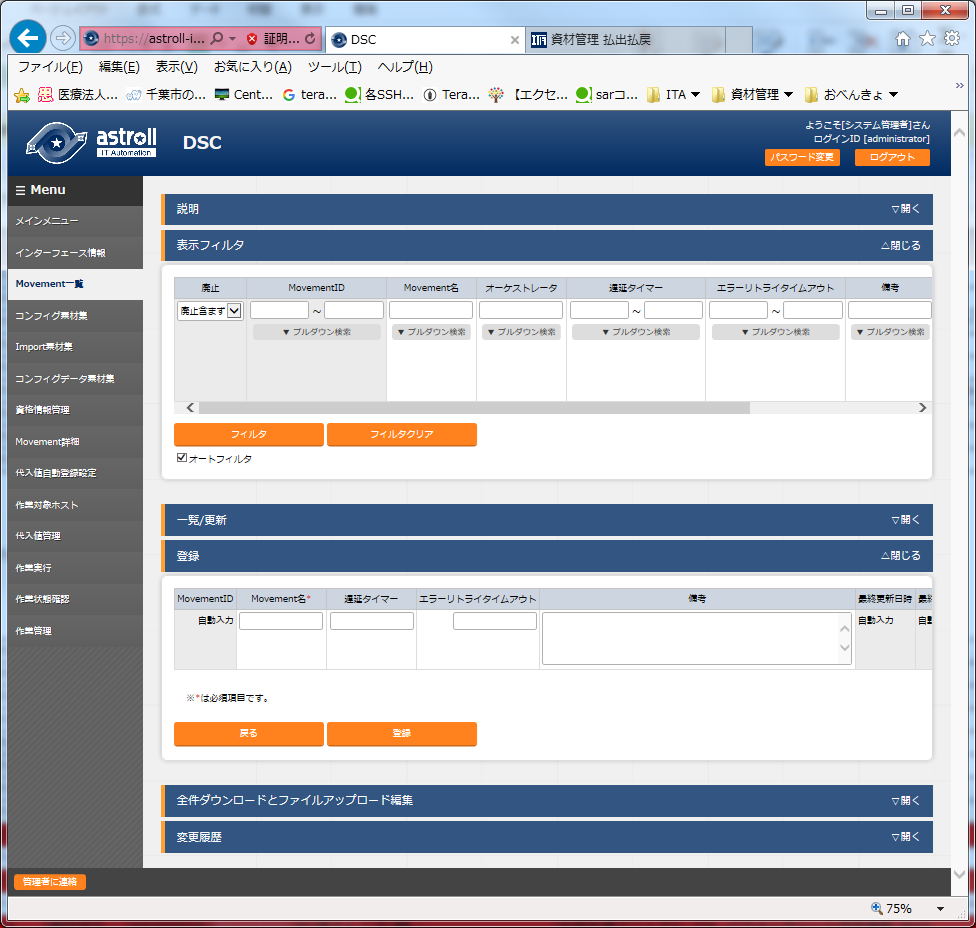 https://astroll-i... 証明... DSC 資材管理 払出払戻
ファイル(F) 編集(E) 表示(V) お気に入り(A) ツール(T) ヘルプ(H)
医療法人... 千葉市の... Cent... tera... 各SSH... Tera... 【エクセ... sarコ... ITA 資材管理 おべんきょ
astroll
IT Automation
DSC
ようこそ[システム管理者]さん
ログインID [administrator]
パスワード変更 ログアウト
Menu
メインメニュー
インターフェース情報
Movement一覧
コンフィグ素材集
Import素材集
コンフィグデータ素材集
資格情報管理
Movement詳細
代入値自動登録設定
作業対象ホスト
代入値管理
作業実行
作業状態確認
作業管理
説明 ▽開く
表示フィルタ △閉じる
廃止 MovementID Movement名 オーケストレータ 遅延タイマー エラーリトライタイムアウト 備考
廃止含まず ～ ～ ～
▼ プルダウン検索 ▼ プルダウン検索 ▼ プルダウン検索 ▼ プルダウン検索 ▼ プルダウン検索 ▼ プルダウン検索
フィルタ フィルタクリア
オートフィルタ
一覧/更新 ▽開く
登録 △閉じる
MovementID Movement名* 遅延タイマー エラーリトライタイムアウト 備考 最終更新日時 最終
自動入力 自動入力 自動
※*は必須項目です。
戻る 登録
全件ダウンロードとファイルアップロード編集 ▽開く
変更履歴 ▽開く
管理者に連絡
75%